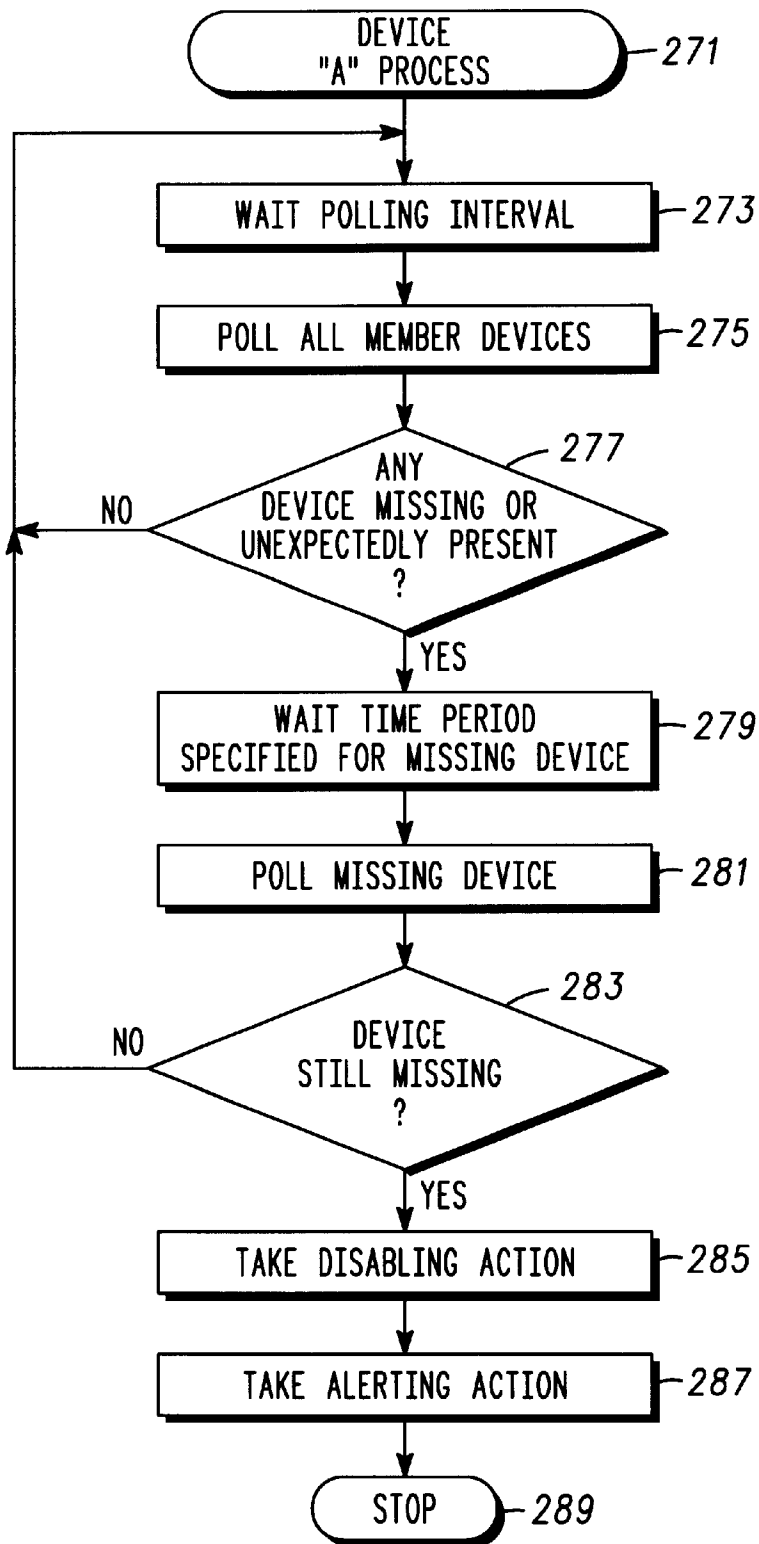 DEVICE
"A" PROCESS
271
WAIT POLLING INTERVAL
273
POLL ALL MEMBER DEVICES
275
277
ANY
DEVICE MISSING OR
UNEXPECTEDLY PRESENT
?
NO
YES
WAIT TIME PERIOD
SPECIFIED FOR MISSING DEVICE
279
POLL MISSING DEVICE
281
283
DEVICE
STILL MISSING
?
NO
YES
TAKE DISABLING ACTION
285
TAKE ALERTING ACTION
287
STOP
289